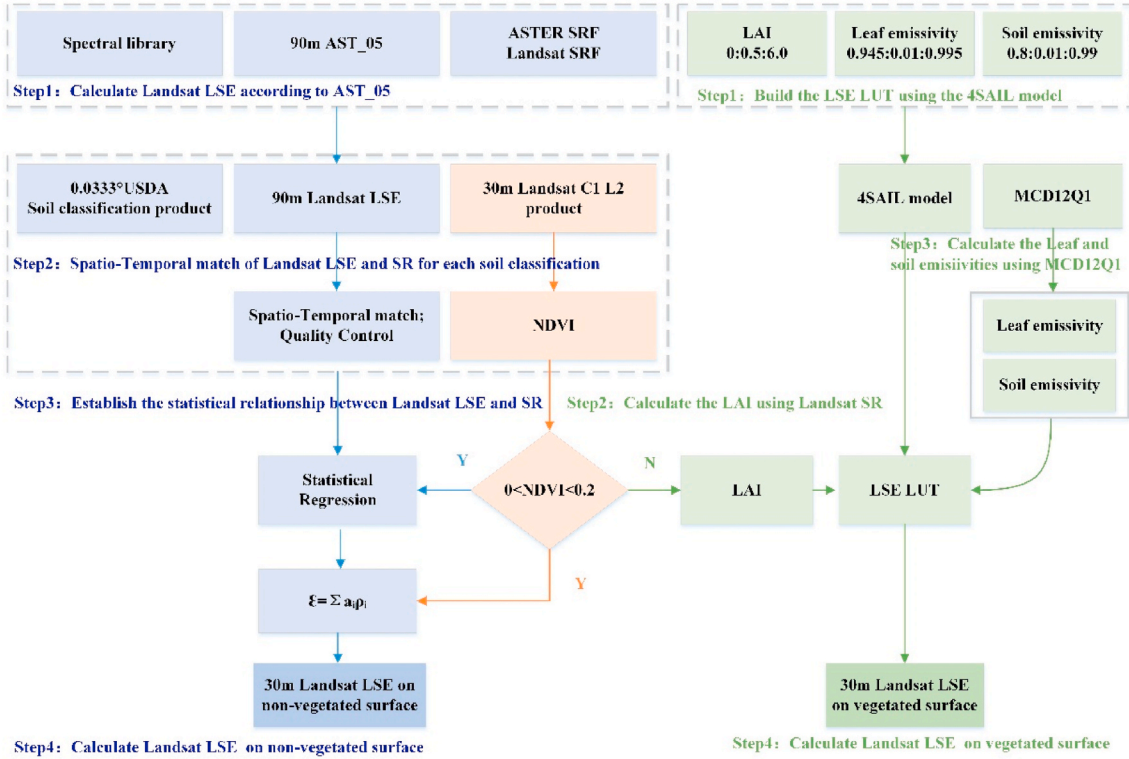 Spectral library
90m AST_05
ASTER SRF
Landsat SRF
LAI
0:0.5:6.0
Leaf emissivity
0.945:0.01:0.995
Soil emissivity
0.8:0.01:0.99
Step1：Calculate Landsat LSE according to AST_05
Step1：Build the LSE LUT using the 4SAIL model
0.0333°USDA
Soil classification product
90m Landsat LSE
30m Landsat C1 L2
product
4SAIL model
MCD12Q1
Step2：Spatio-Temporal match of Landsat LSE and SR for each soil classification
Step3：Calculate the Leaf and
soil emisiivities using MCD12Q1
Spatio-Temporal match;
Quality Control
NDVI
Leaf emissivity
Soil emissivity
Step3：Establish the statistical relationship between Landsat LSE and SR
Step2：Calculate the LAI using Landsat SR
Statistical
Regression
Y
0<NDVI<0.2
N
LAI
LSE LUT
Y
ε=Σaᵢρᵢ
30m Landsat LSE on
non-vegetated surface
30m Landsat LSE
on vegetated surface
Step4：Calculate Landsat LSE on non-vegetated surface
Step4：Calculate Landsat LSE on vegetated surface